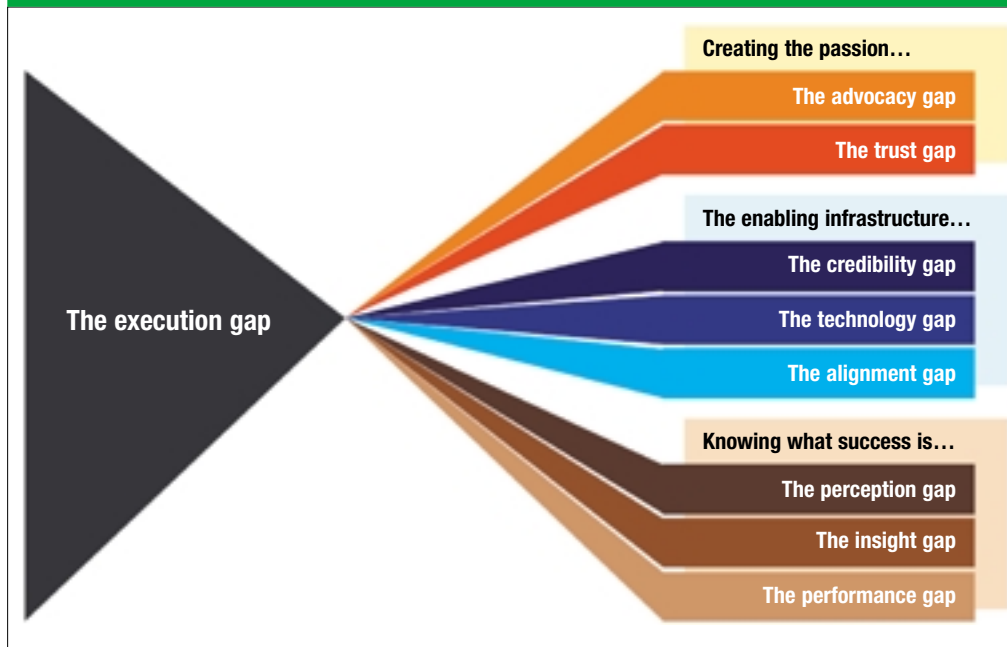 Creating the passion…
The advocacy gap
The trust gap
The enabling infrastructure…
The credibility gap
The execution gap
The technology gap
The alignment gap
Knowing what success is…
The perception gap
The insight gap
The performance gap